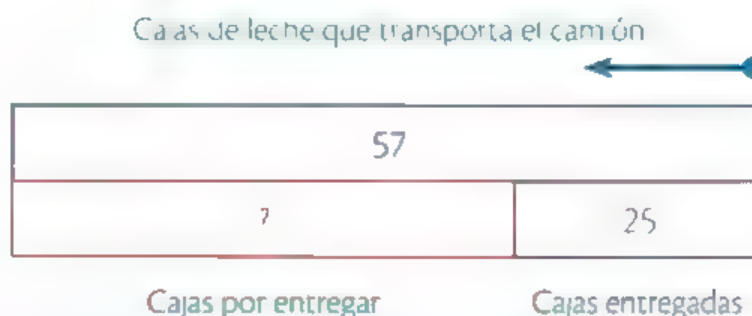 Cajas de leche que transporta el camión
57
? 25
Cajas por entregar Cajas entregadas